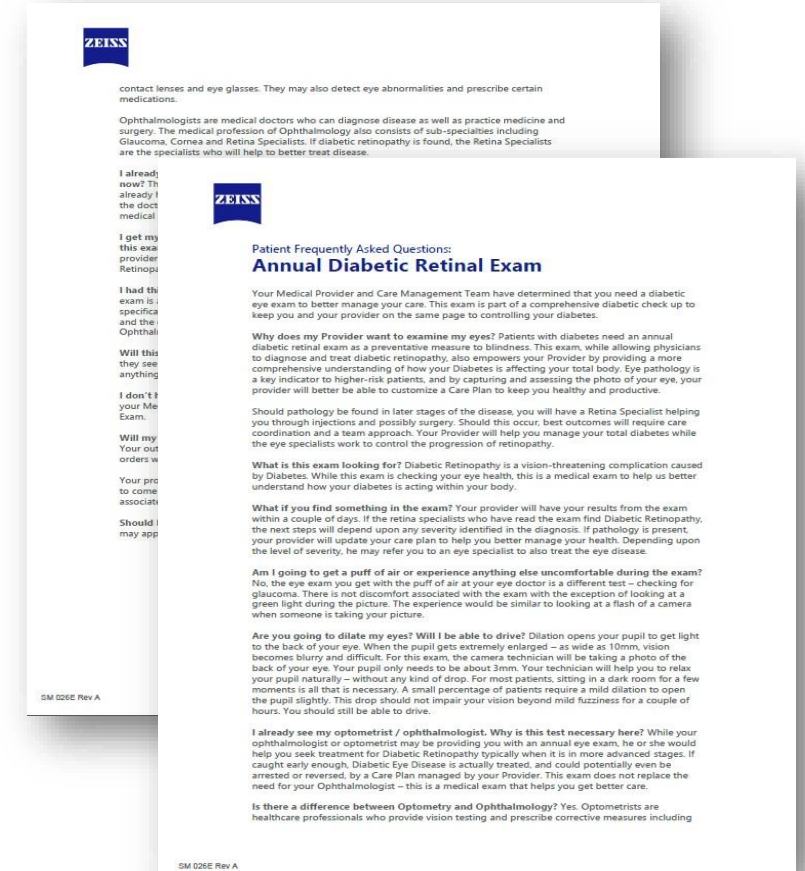 ZEISS
contact lenses and eye glasses. They may also detect eye abnormalities and prescribe certain
medications.
Ophthalmologists are medical doctors who can diagnose disease as well as practice medicine and
surgery. The medical profession of Ophthalmology also consists of sub-specialties including
Glaucoma, Cornea and Retina Specialists. If diabetic retinopathy is found, the Retina Specialists
are the specialists who will help to better treat disease.
I already
now? Th
already
the doct
medical
I get my
this exa
provider
Retinopa
I had thi
exam is
specifica
and the
Ophthal
Will this
they see
anything
I don't h
your Me
Exam.
Will my
Your out
orders w
Your pro
to come
associate
Should I
may app
SM 026E Rev A
ZEISS
Patient Frequently Asked Questions:
Annual Diabetic Retinal Exam
Your Medical Provider and Care Management Team have determined that you need a diabetic
eye exam to better manage your care. This exam is part of a comprehensive diabetic check up to
keep you and your provider on the same page to controlling your diabetes.
Why does my Provider want to examine my eyes? Patients with diabetes need an annual
diabetic retinal exam as a preventative measure to blindness. This exam, while allowing physicians
to diagnose and treat diabetic retinopathy, also empowers your Provider by providing a more
comprehensive understanding of how your Diabetes is affecting your total body. Eye pathology is
a key indicator to higher-risk patients, and by capturing and assessing the photo of your eye, your
provider will better be able to customize a Care Plan to keep you healthy and productive.
Should pathology be found in later stages of the disease, you will have a Retina Specialist helping
you through injections and possibly surgery. Should this occur, best outcomes will require care
coordination and a team approach. Your Provider will help you manage your total diabetes while
the eye specialists work to control the progression of retinopathy.
What is this exam looking for? Diabetic Retinopathy is a vision-threatening complication caused
by Diabetes. While this exam is checking your eye health, this is a medical exam to help us better
understand how your diabetes is acting within your body.
What if you find something in the exam? Your provider will have your results from the exam
within a couple of days. If the retina specialists who have read the exam find Diabetic Retinopathy,
the next steps will depend upon any severity identified in the diagnosis. If pathology is present,
your provider will update your care plan to help you better manage your health. Depending upon
the level of severity, he may refer you to an eye specialist to also treat the eye disease.
Am I going to get a puff of air or experience anything else uncomfortable during the exam?
No, the eye exam you get with the puff of air at your eye doctor is a different test – checking for
glaucoma. There is not discomfort associated with the exam with the exception of looking at a
green light during the picture. The experience would be similar to looking at a flash of a camera
when someone is taking your picture.
Are you going to dilate my eyes? Will I be able to drive? Dilation opens your pupil to get light
to the back of your eye. When the pupil gets extremely enlarged – as wide as 10mm, vision
becomes blurry and difficult. For this exam, the camera technician will be taking a photo of the
back of your eye. Your pupil only needs to be about 3mm. Your technician will help you to relax
your pupil naturally – without any kind of drop. For most patients, sitting in a dark room for a few
moments is all that is necessary. A small percentage of patients require a mild dilation to open
the pupil slightly. This drop should not impair your vision beyond mild fuzziness for a couple of
hours. You should still be able to drive.
I already see my optometrist / ophthalmologist. Why is this test necessary here? While your
ophthalmologist or optometrist may be providing you with an annual eye exam, he or she would
help you seek treatment for Diabetic Retinopathy typically when it is in more advanced stages. If
caught early enough, Diabetic Eye Disease is actually treated, and could potentially even be
arrested or reversed, by a Care Plan managed by your Provider. This exam does not replace the
need for your Ophthalmologist – this is a medical exam that helps you get better care.
Is there a difference between Optometry and Ophthalmology? Yes. Optometrists are
healthcare professionals who provide vision testing and prescribe corrective measures including
SM 026E Rev A